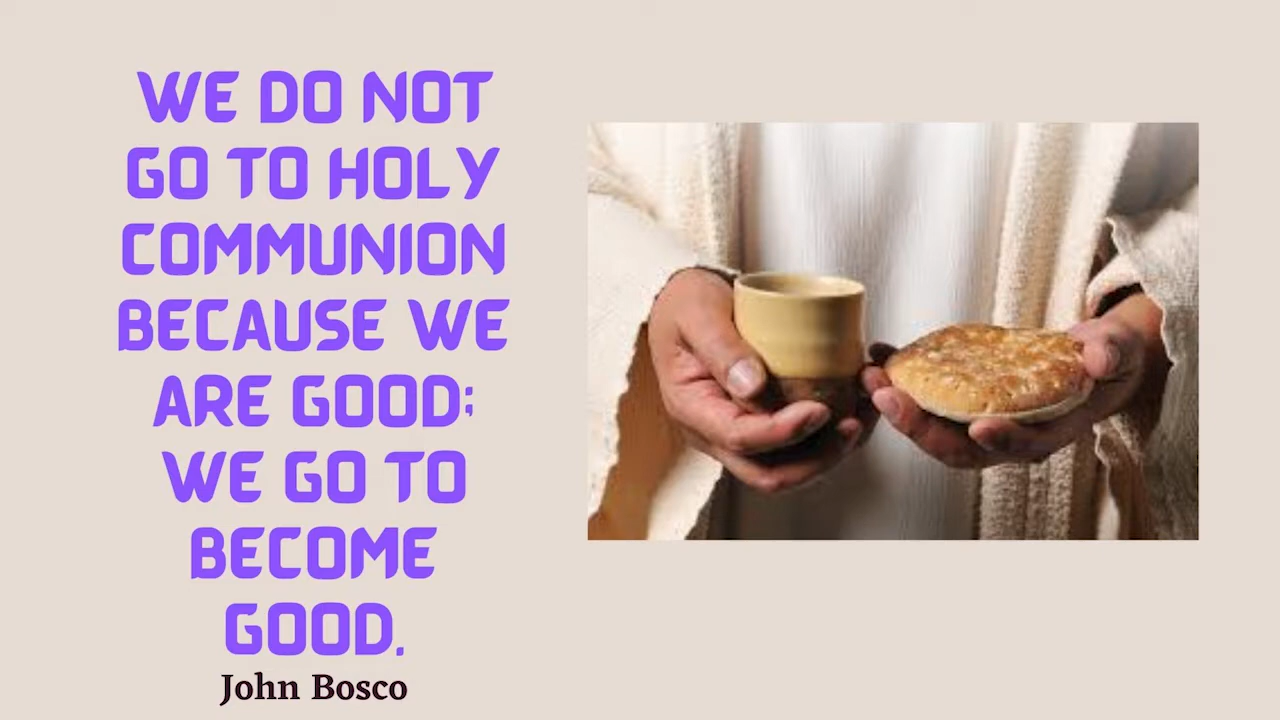 WE DO NOT
GO TO HOLY
COMMUNION
BECAUSE WE
ARE GOOD;
WE GO TO
BECOME
GOOD.
John Bosco